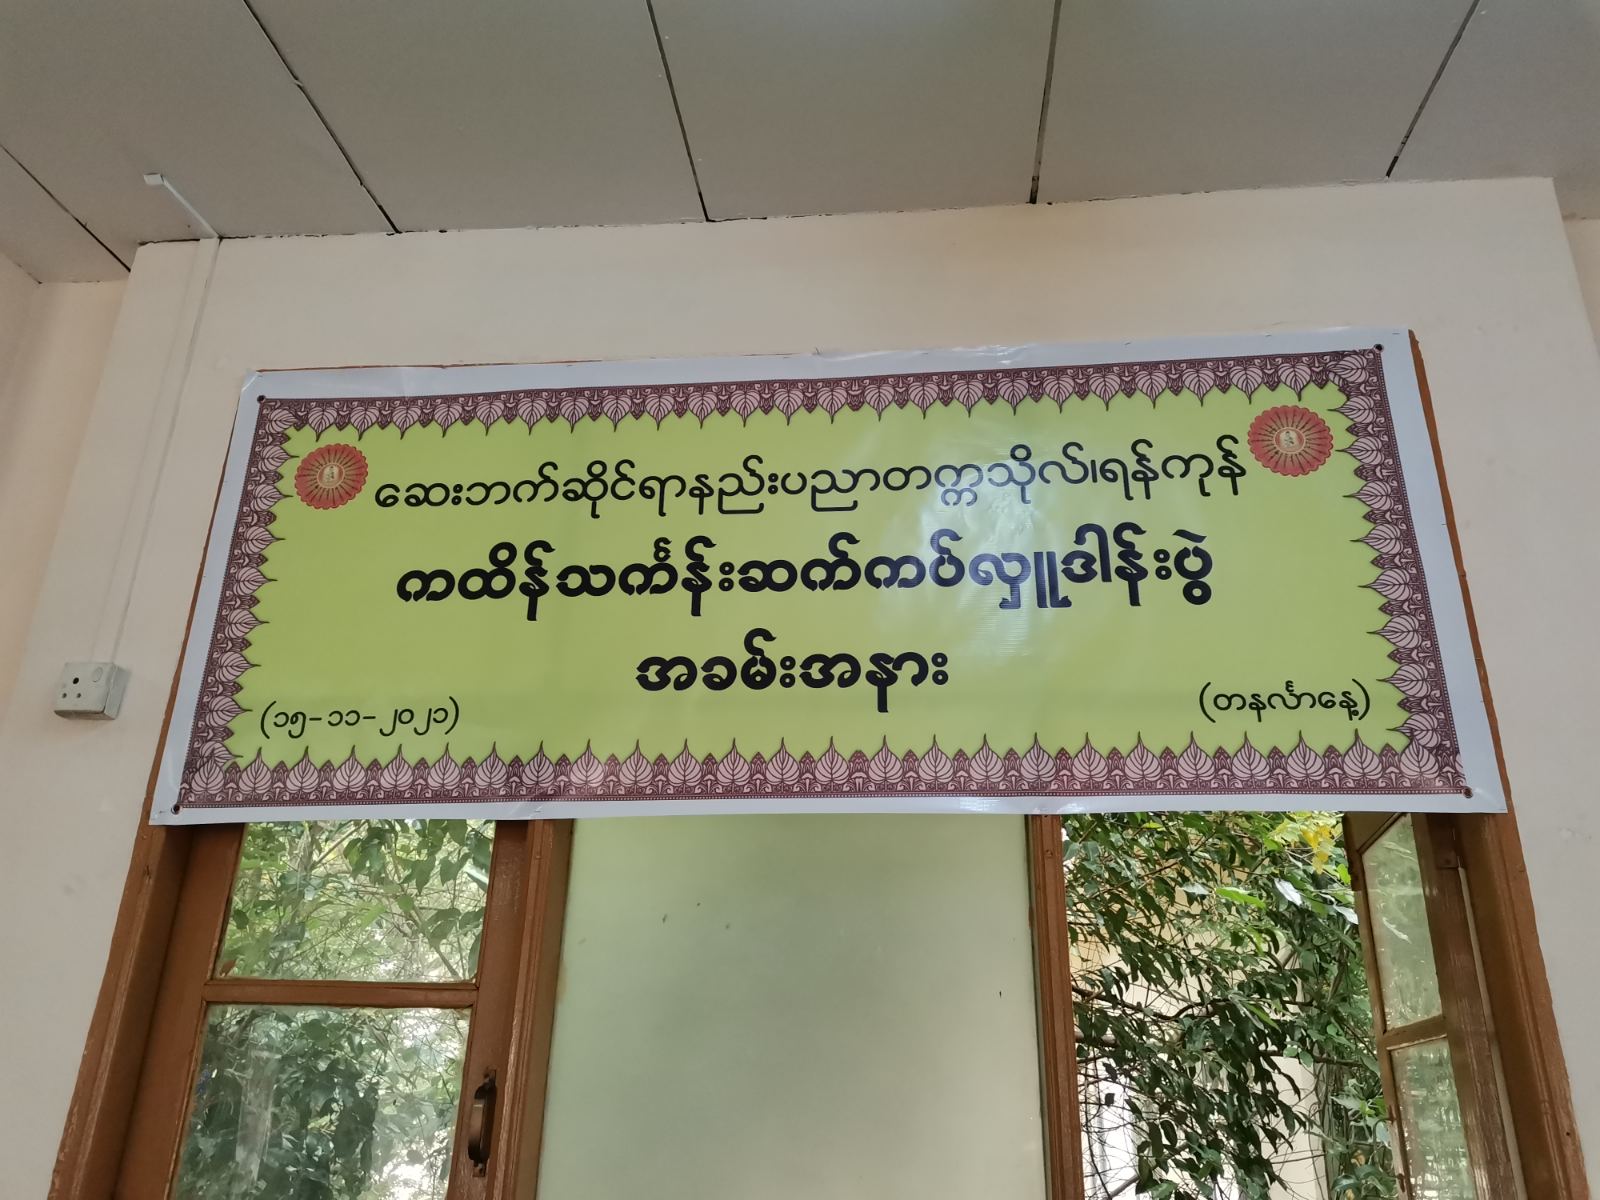 ဆေးဘက်ဆိုင်ရာနည်းပညာတက္ကသိုလ်၊ရန်ကုန်
ကထိန်သင်္ကန်းဆက်ကပ်လှူဒါန်းပွဲ
အခမ်းအနား
(၁၅-၁၁-၂၀၂၁) (တနင်္လာနေ့)